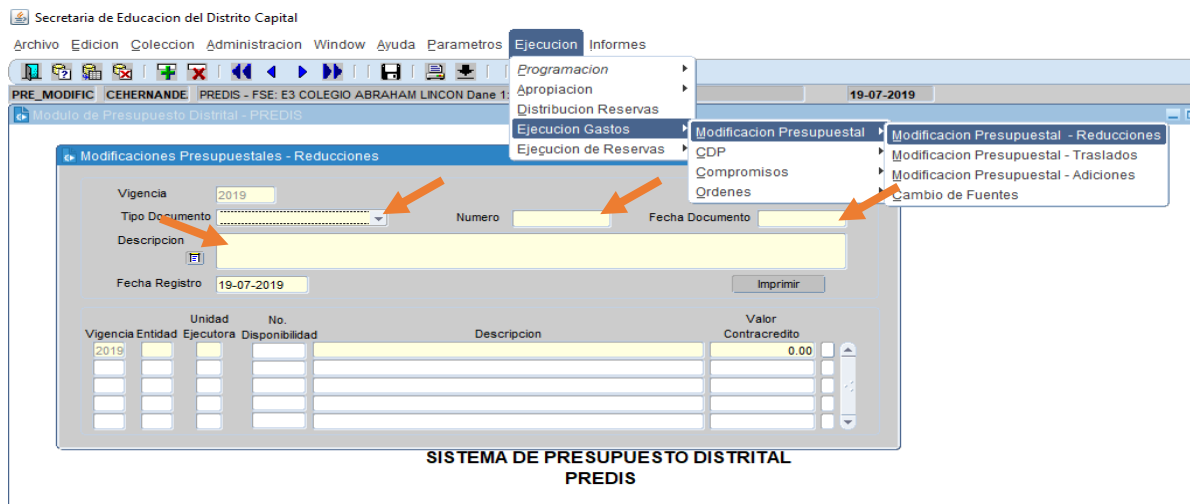 Secretaria de Educacion del Distrito Capital
Archivo Edicion Coleccion Administracion Window Ayuda Parametros Ejecucion Informes
PRE_MODIFIC CEHERNANDE PREDIS - FSE: E3 COLEGIO ABRAHAM LINCON Dane 1: 19-07-2019
Modulo de Presupuesto Distrital - PREDIS
Programacion
Apropiacion
Distribucion Reservas
Ejecucion Gastos
Ejecucion de Reservas
Modificacion Presupuestal
CDP
Compromisos
Ordenes
Modificacion Presupuestal - Reducciones
Modificacion Presupuestal - Traslados
Modificacion Presupuestal - Adiciones
Cambio de Fuentes
Modificaciones Presupuestales - Reducciones
Vigencia 2019
Tipo Documento Numero Fecha Documento
Descripcion
Fecha Registro 19-07-2019 Imprimir
Unidad No. Valor
Vigencia Entidad Ejecutora Disponibilidad Descripcion Contracredito
2019 0.00
SISTEMA DE PRESUPUESTO DISTRITAL
PREDIS